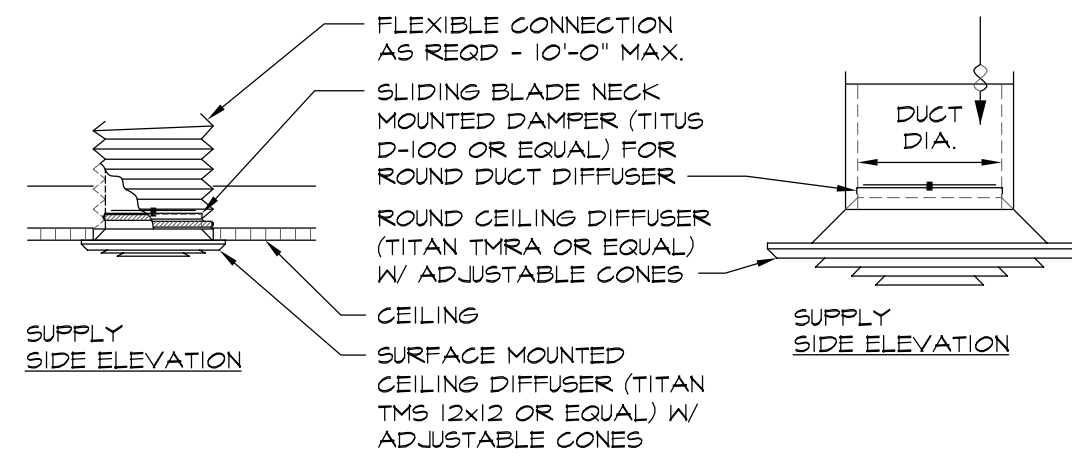 FLEXIBLE CONNECTION
AS REQD - 10'-0" MAX.
SLIDING BLADE NECK
MOUNTED DAMPER (TITUS
D-100 OR EQUAL) FOR
ROUND DUCT DIFFUSER
ROUND CEILING DIFFUSER
(TITAN TMRA OR EQUAL)
W/ ADJUSTABLE CONES
CEILING
SURFACE MOUNTED
CEILING DIFFUSER (TITAN
TMS 12x12 OR EQUAL) W/
ADJUSTABLE CONES
SUPPLY
SIDE ELEVATION
DUCT
DIA.
SUPPLY
SIDE ELEVATION